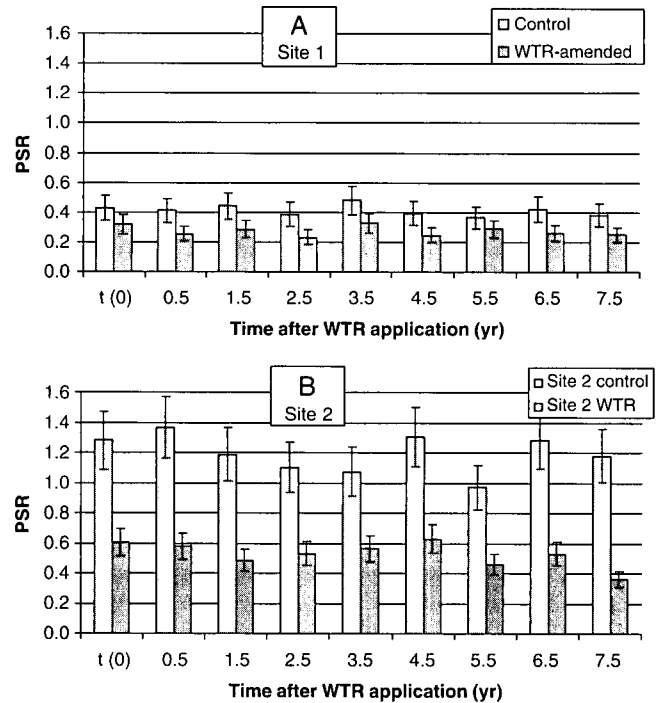 A
Site 1
Control
WTR-amended
1.6
1.4
1.2
1.0
0.8
0.6
0.4
0.2
0.0
PSR
t (0) 0.5 1.5 2.5 3.5 4.5 5.5 6.5 7.5
Time after WTR application (yr)
B
Site 2
Site 2 control
Site 2 WTR
1.6
1.4
1.2
1.0
0.8
0.6
0.4
0.2
0.0
PSR
t (0) 0.5 1.5 2.5 3.5 4.5 5.5 6.5 7.5
Time after WTR application (yr)